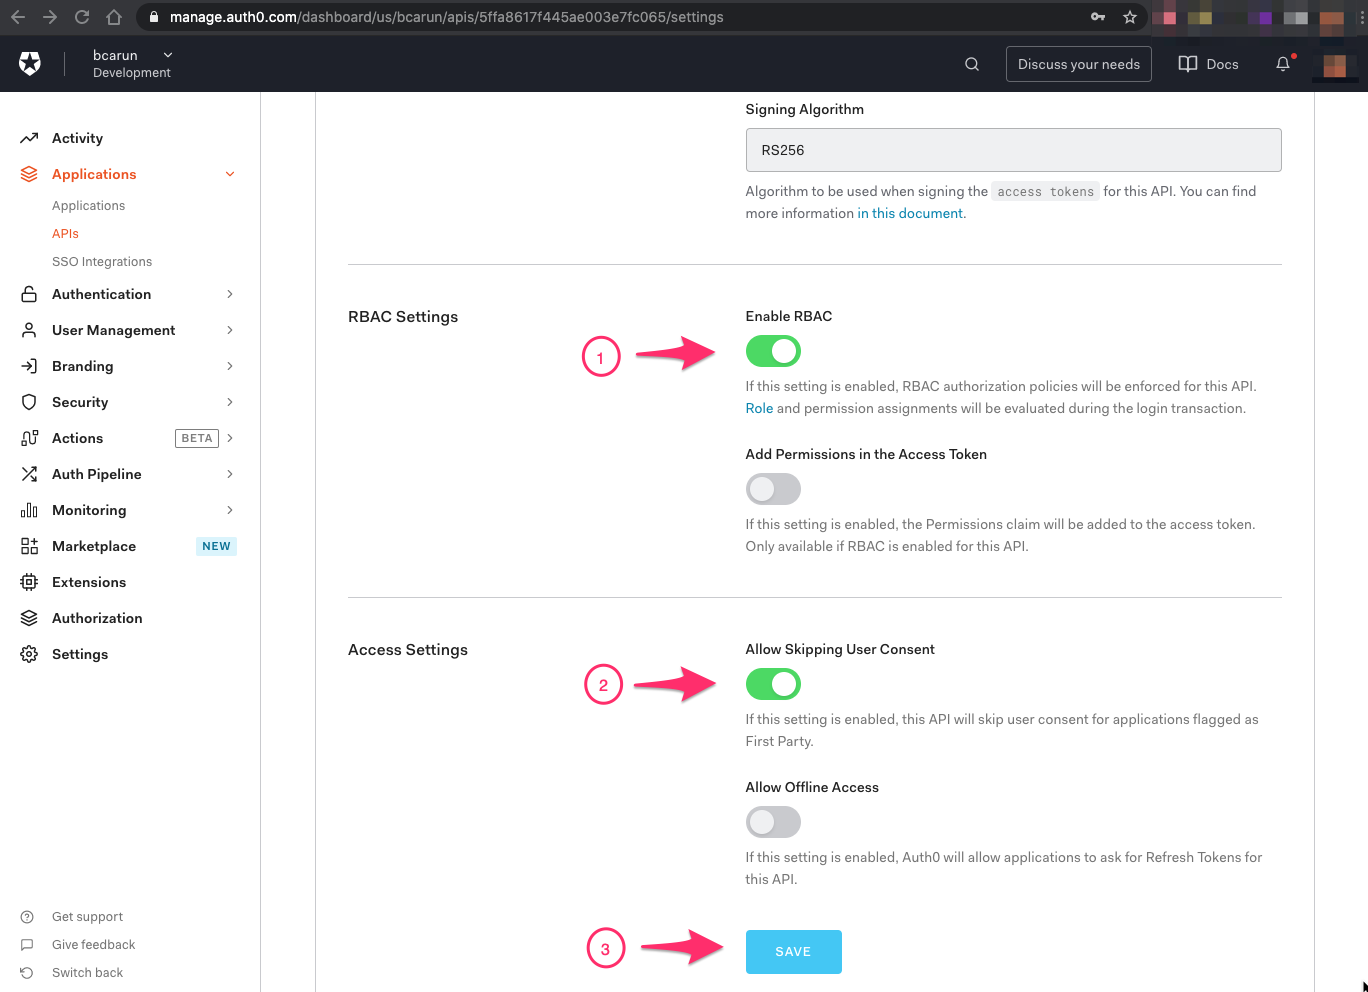 manage.auth0.com/dashboard/us/bcarun/apis/5ffa8617f445ae003e7fc065/settings
bcarun
Development
Discuss your needs
Docs
Activity
Applications
Applications
APIs
SSO Integrations
Authentication
User Management
Branding
Security
Actions BETA
Auth Pipeline
Monitoring
Marketplace NEW
Extensions
Authorization
Settings
Get support
Give feedback
Switch back
Signing Algorithm
RS256
Algorithm to be used when signing the access tokens for this API. You can find
more information in this document.
RBAC Settings
Enable RBAC
1
If this setting is enabled, RBAC authorization policies will be enforced for this API.
Role and permission assignments will be evaluated during the login transaction.
Add Permissions in the Access Token
If this setting is enabled, the Permissions claim will be added to the access token.
Only available if RBAC is enabled for this API.
Access Settings
Allow Skipping User Consent
2
If this setting is enabled, this API will skip user consent for applications flagged as
First Party.
Allow Offline Access
If this setting is enabled, Auth0 will allow applications to ask for Refresh Tokens for
this API.
3
SAVE